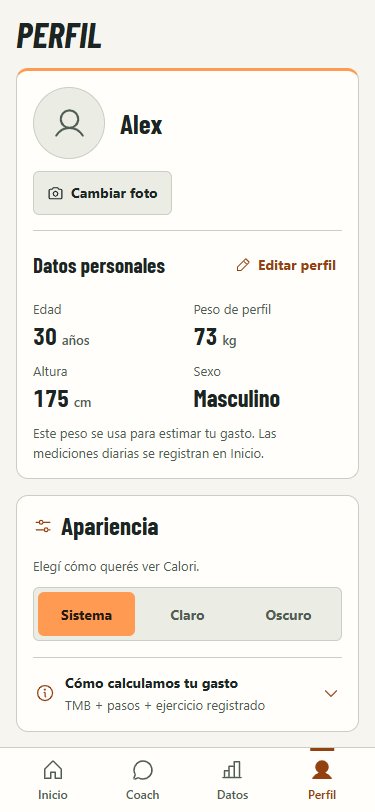 PERFIL
Alex
Cambiar foto
Datos personales
Editar perfil
Edad
Peso de perfil
30 años
73 kg
Altura
Sexo
175 cm
Masculino
Este peso se usa para estimar tu gasto. Las
mediciones diarias se registran en Inicio.
Apariencia
Elegí cómo querés ver Calori.
Sistema
Claro
Oscuro
Cómo calculamos tu gasto
TMB + pasos + ejercicio registrado
Inicio
Coach
Datos
Perfil